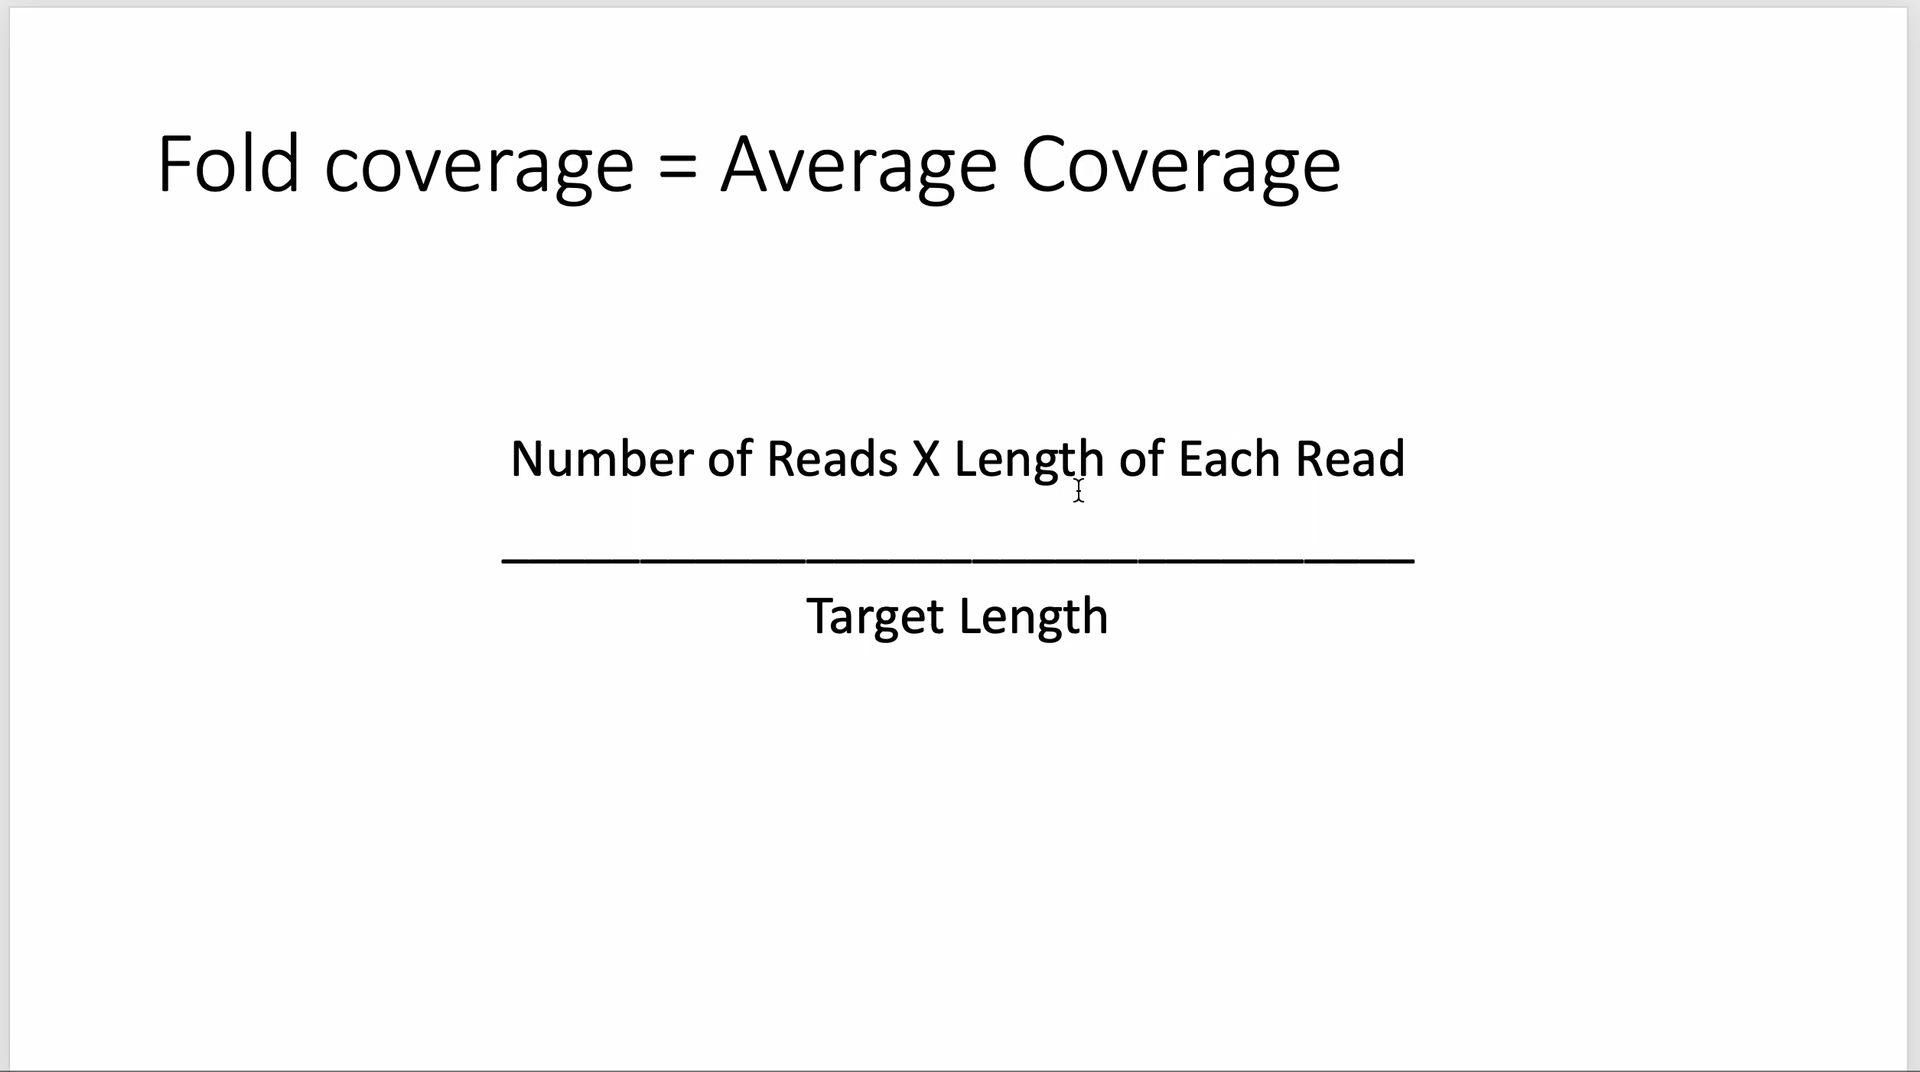 Fold coverage = Average Coverage
Number of Reads X Length of Each Read
Target Length